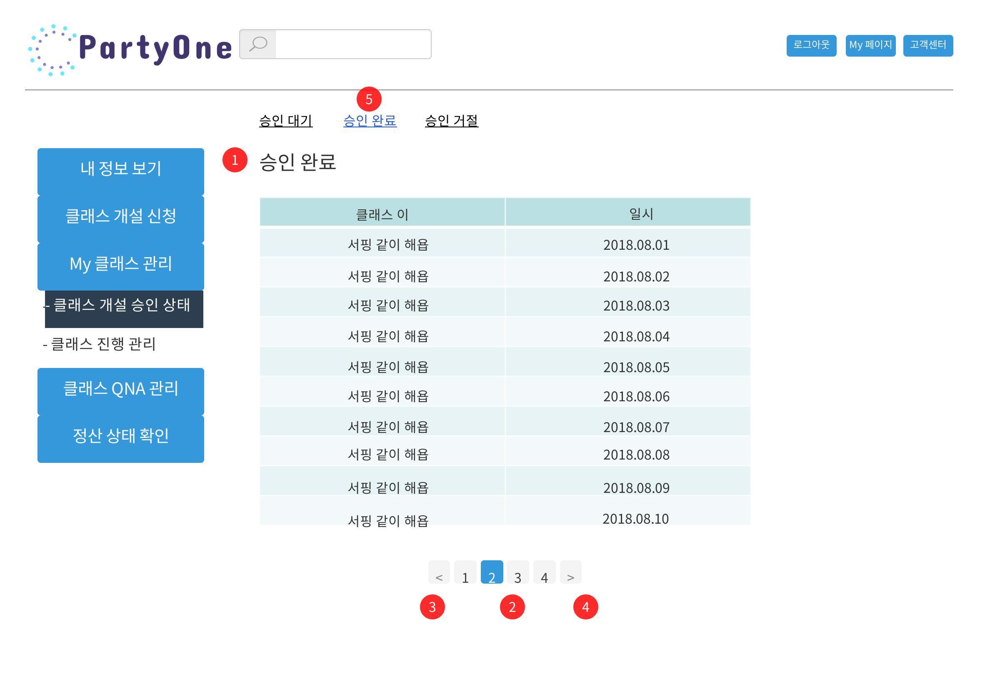 PartyOne
로그아웃 My 페이지 고객센터
5
승인 대기 승인 완료 승인 거절
1 승인 완료
내 정보 보기
클래스 개설 신청
My 클래스 관리
- 클래스 개설 승인 상태
- 클래스 진행 관리
클래스 QNA 관리
정산 상태 확인
클래스 이 일시
서핑 같이 해욥 2018.08.01
서핑 같이 해욥 2018.08.02
서핑 같이 해욥 2018.08.03
서핑 같이 해욥 2018.08.04
서핑 같이 해욥 2018.08.05
서핑 같이 해욥 2018.08.06
서핑 같이 해욥 2018.08.07
서핑 같이 해욥 2018.08.08
서핑 같이 해욥 2018.08.09
서핑 같이 해욥 2018.08.10
< 1 2 3 4 >
3 2 4